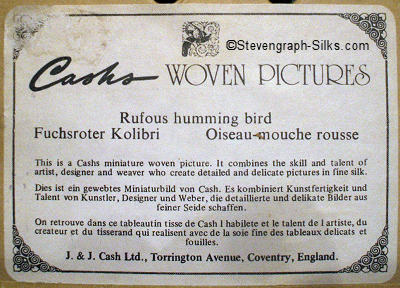 ©Stevengraph-Silks.com
Cashs WOVEN PICTURES
Rufous humming bird
Fuchsroter Kolibri Oiseau-mouche rousse
This is a Cashs miniature woven picture. It combines the skill and talent of
artist, designer and weaver who create detailed and delicate pictures in fine silk.
Dies ist ein gewebtes Miniaturbild von Cash. Es kombiniert Kunstfertigkeit und
Talent von Kunstler, Designer und Weber, die detaillierte und delikate Bilder aus
feiner Seide schaffen.
On retrouve dans ce tableautin tisse de Cash l habilete et le talent de l artiste, du
createur et du tisserand qui realisent avec de la soie fine des tableaux delicats et
fouilles.
J. & J. Cash Ltd., Torrington Avenue, Coventry, England.